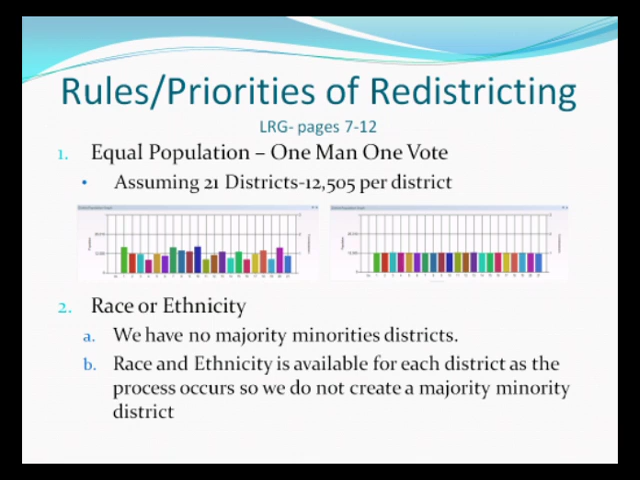 Rules/Priorities of Redistricting
LRG- pages 7-12
1. Equal Population – One Man One Vote
• Assuming 21 Districts-12,505 per district
2. Race or Ethnicity
a. We have no majority minorities districts.
b. Race and Ethnicity is available for each district as the
process occurs so we do not create a majority minority
district